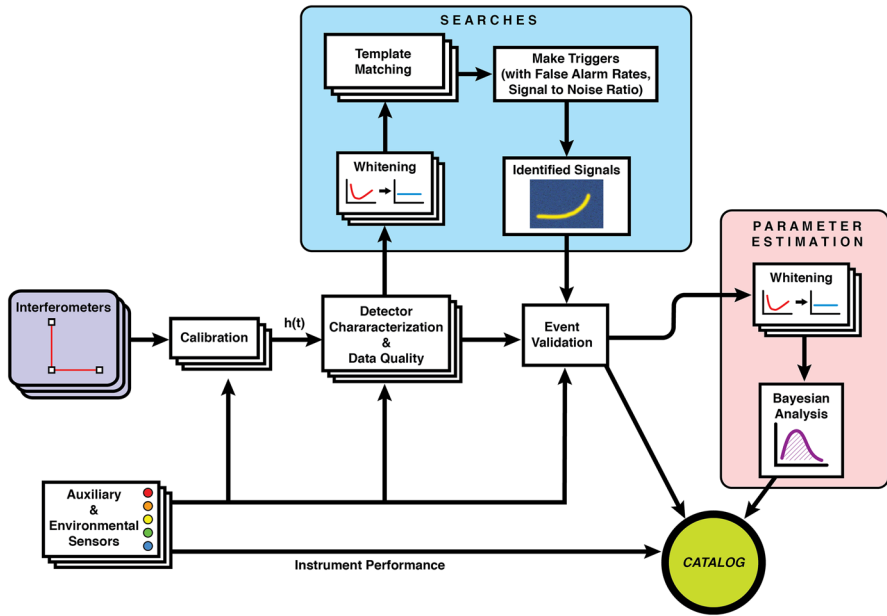 SEARCHES
Template
Matching
Make Triggers
(with False Alarm Rates,
Signal to Noise Ratio)
Whitening
Identified Signals
PARAMETER
ESTIMATION
Whitening
Interferometers
Calibration
h(t)
Detector
Chararacterization
&
Data Quality
Event
Validation
Bayesian
Analysis
Auxiliary
&
Environmental
Sensors
Instrument Performance
CATALOG